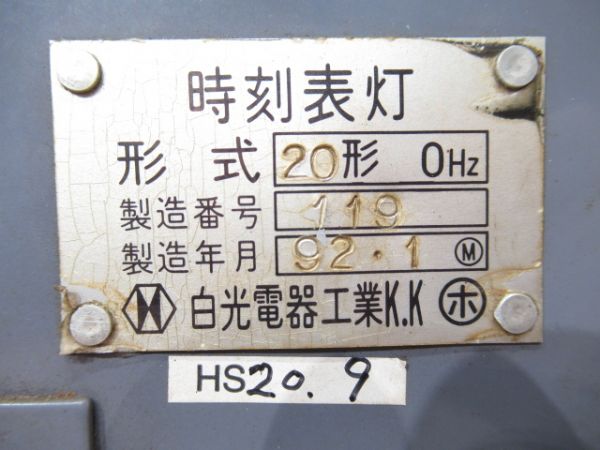 時刻表灯
形式 20形 0Hz
製造番号 119
製造年月 92・1 Ⓜ
白光電器工業K.K ㋭
HS20.9